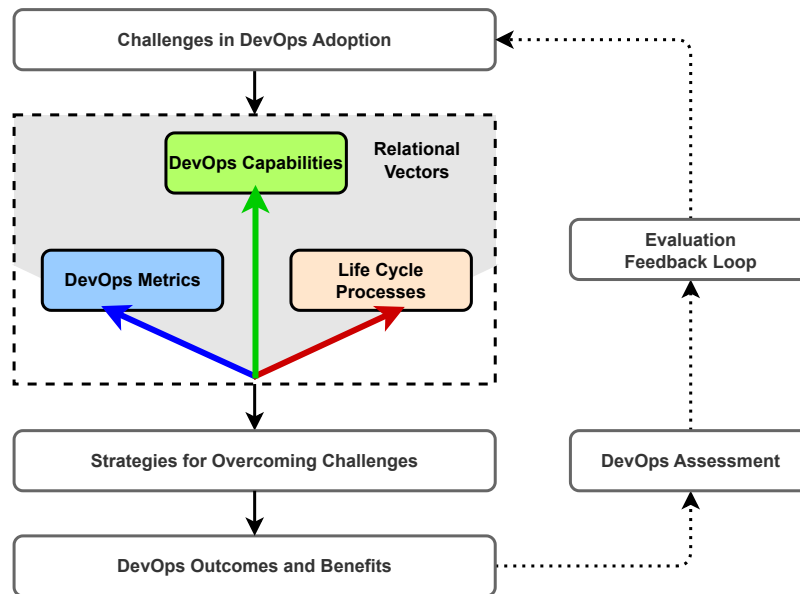 Challenges in DevOps Adoption
DevOps Capabilities
Relational
Vectors
DevOps Metrics
Life Cycle
Processes
Evaluation
Feedback Loop
Strategies for Overcoming Challenges
DevOps Assessment
DevOps Outcomes and Benefits